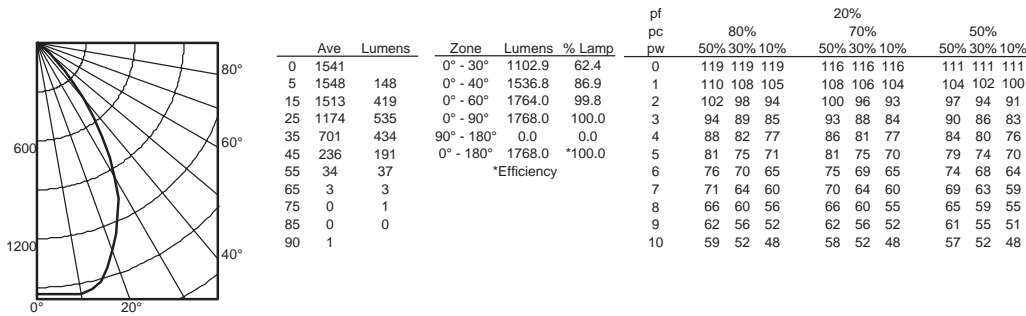 600
1200
0°
20°
40°
60°
80°
Ave Lumens
0 1541
5 1548 148
15 1513 419
25 1174 535
35 701 434
45 236 191
55 34 37
65 3 3
75 0 1
85 0 0
90 1
Zone Lumens % Lamp
0° - 30° 1102.9 62.4
0° - 40° 1536.8 86.9
0° - 60° 1764.0 99.8
0° - 90° 1768.0 100.0
90° - 180° 0.0 0.0
0° - 180° 1768.0 *100.0
*Efficiency
pf 20%
pc 80% 70% 50%
pw 50% 30% 10% 50% 30% 10% 50% 30% 10%
0 119 119 119 116 116 116 111 111 111
1 110 108 105 108 106 104 104 102 100
2 102 98 94 100 96 93 97 94 91
3 94 89 85 93 88 84 90 86 83
4 88 82 77 86 81 77 84 80 76
5 81 75 71 81 75 70 79 74 70
6 76 70 65 75 69 65 74 68 64
7 71 64 60 70 64 60 69 63 59
8 66 60 56 66 60 55 65 59 55
9 62 56 52 62 56 52 61 55 51
10 59 52 48 58 52 48 57 52 48